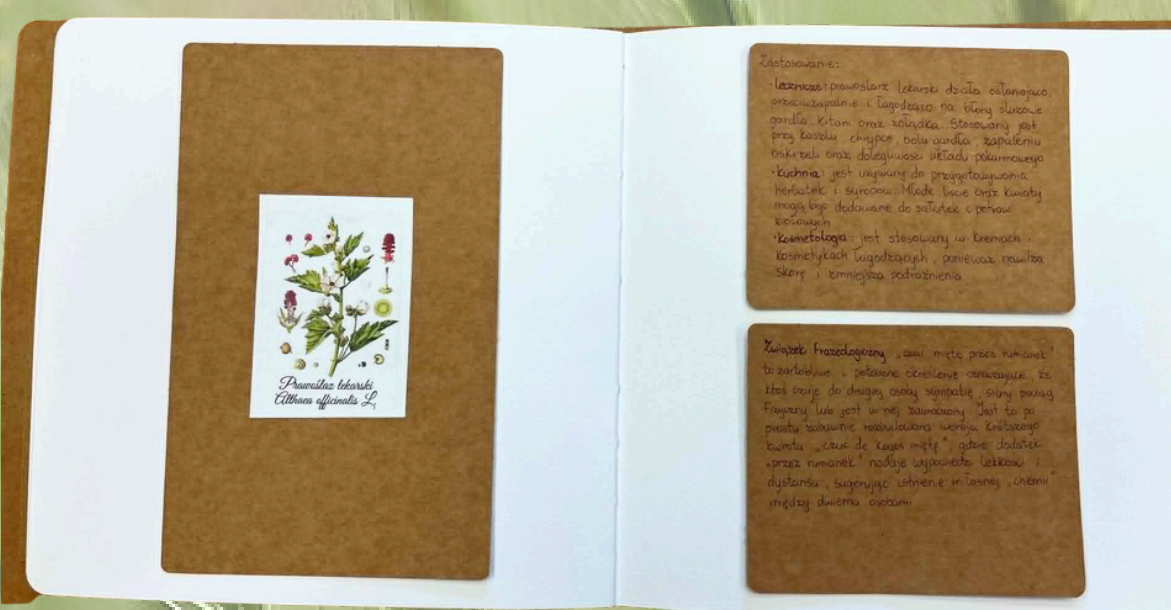 Prawoślaz lekarski
Althaea officinalis L.
Zastosowanie:
• Lecznicze: prawoślaz lekarski działa osłaniająco
przeciwzapalnie i łagodząco na błony śluzowe
gardła, krtani oraz żołądka. Stosowany jest
przy kaszlu, chrypce, bólu gardła, zapaleniu
oskrzeli oraz dolegliwości układu pokarmowego
• Kuchnia: jest używany do przygotowywania
herbatek i syropów. Młode liście oraz kwiaty
mogą być dodawane do sałatek i potraw
ziołowych
• Kosmetologia: jest stosowany w kremach i
kosmetykach łagodzących, ponieważ nawilża
skórę i zmniejsza podrażnienia
Związek Frazeologiczny „czuć miętę przez rumianek"
to żartobliwe i potoczne określenie oznaczające, że
ktoś czuje do drugiej osoby sympatię, silny pociąg
fizyczny lub jest w niej zauroczony. Jest to po
prostu zabawnie rozbudowana wersja krótszego
zwrotu „czuć do kogoś miętę", gdzie dodatek
„przez rumianek" nadaje wypowiedzi lekkości i
dystansu, sugerując istnienie miłosnej „chemii"
między dwiema osobami